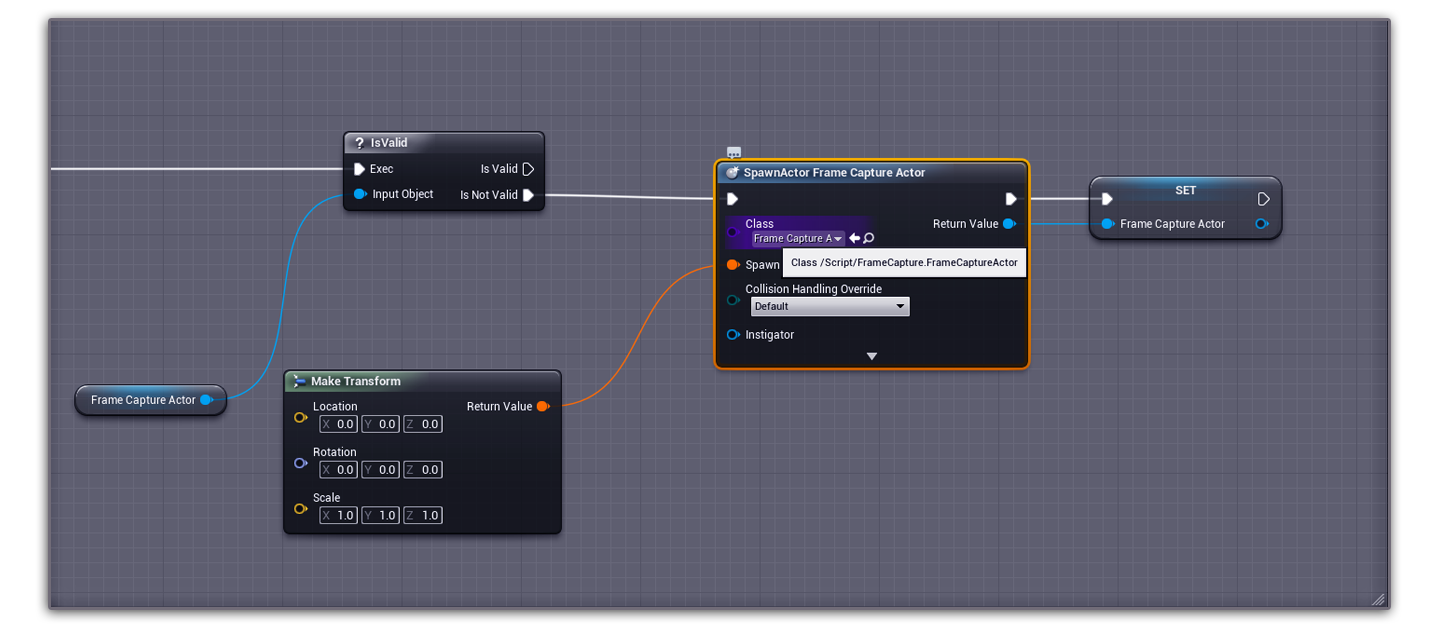 ? IsValid
Exec Is Valid
Input Object Is Not Valid
SpawnActor Frame Capture Actor
Class
Frame Capture A
Return Value
Class /Script/FrameCapture.FrameCaptureActor
Spawn
Collision Handling Override
Default
Instigator
SET
Frame Capture Actor
Frame Capture Actor
Make Transform
Location
X 0.0 Y 0.0 Z 0.0
Return Value
Rotation
X 0.0 Y 0.0 Z 0.0
Scale
X 1.0 Y 1.0 Z 1.0